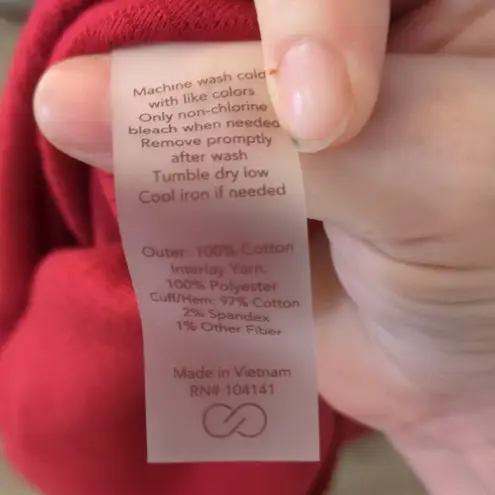 Machine wash cold
with like colors
Only non-chlorine
bleach when needed
Remove promptly
after wash
Tumble dry low
Cool iron if needed
Outer: 100% Cotton
Interlay Yarn:
100% Polyester
Cuff/Hem: 97% Cotton
2% Spandex
1% Other Fiber
Made in Vietnam
RN# 104141